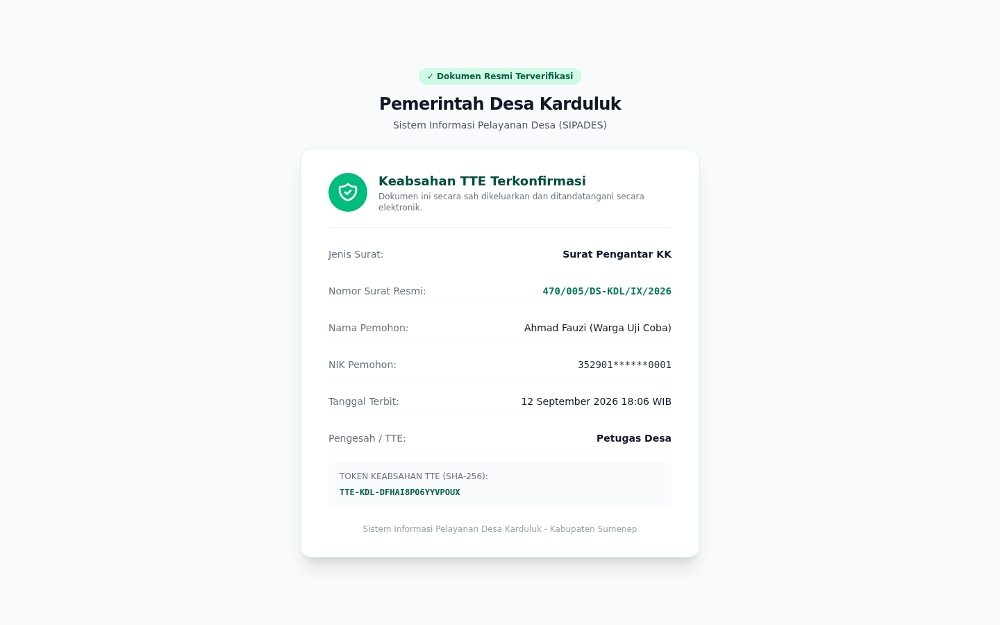 ✓ Dokumen Resmi Terverifikasi
Pemerintah Desa Karduluk
Sistem Informasi Pelayanan Desa (SIPADES)
Keabsahan TTE Terkonfirmasi
Dokumen ini secara sah dikeluarkan dan ditandatangani secara
elektronik.
Jenis Surat: Surat Pengantar KK
Nomor Surat Resmi: 470/005/DS-KDL/IX/2026
Nama Pemohon: Ahmad Fauzi (Warga Uji Coba)
NIK Pemohon: 352901******0001
Tanggal Terbit: 12 September 2026 18:06 WIB
Pengesah / TTE: Petugas Desa
TOKEN KEABSAHAN TTE (SHA-256):
TTE-KDL-DFHAI8P06YYVPOUX
Sistem Informasi Pelayanan Desa Karduluk - Kabupaten Sumenep